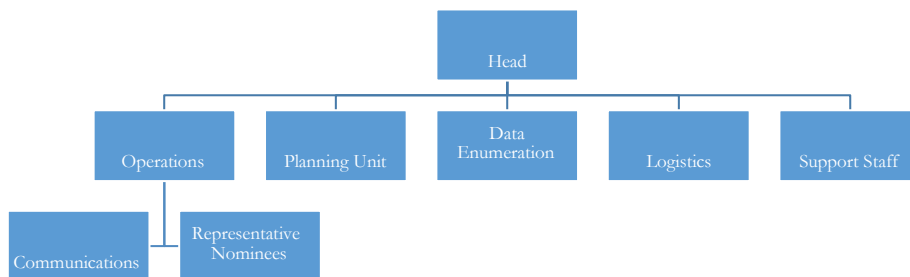 Head
Operations
Planning Unit
Data
Enumeration
Logistics
Support Staff
Communications
Representative
Nominees